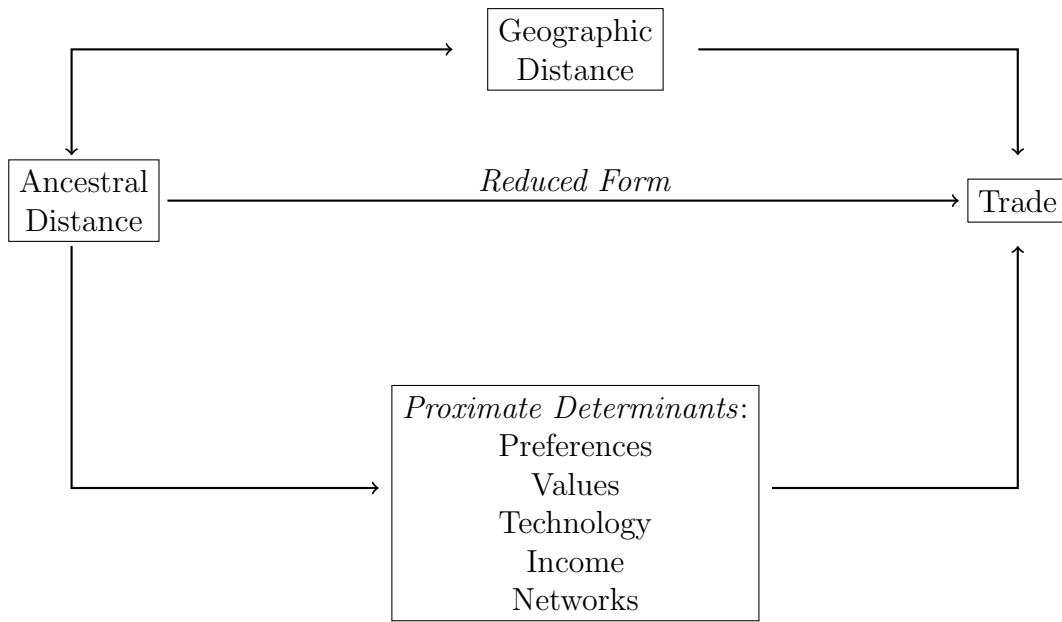 Geographic
Distance
Ancestral
Distance
Reduced Form
Trade
Proximate Determinants:
Preferences
Values
Technology
Income
Networks